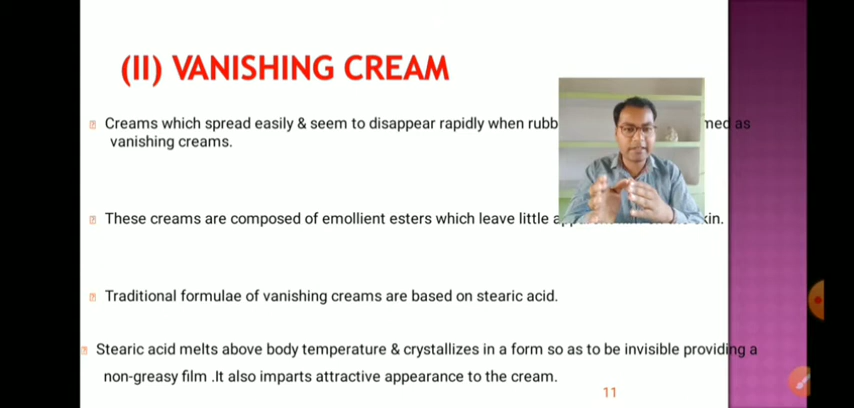 (II) VANISHING CREAM
Creams which spread easily & seem to disappear rapidly when rubb as
vanishing creams.
These creams are composed of emollient esters which leave little
Traditional formulae of vanishing creams are based on stearic acid.
Stearic acid melts above body temperature & crystallizes in a form so as to be invisible providing a
non-greasy film .It also imparts attractive appearance to the cream.
11